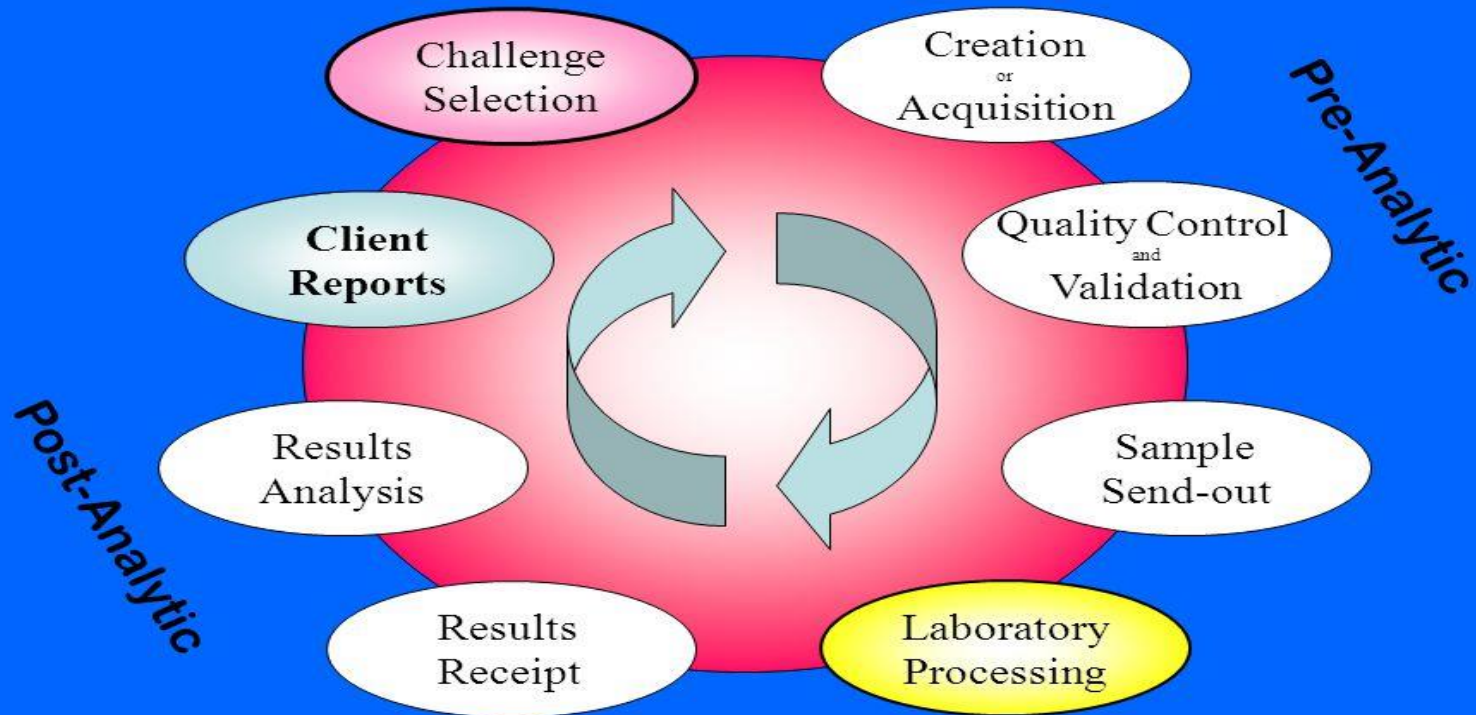 Challenge
Selection
Creation
or
Acquisition
Pre-Analytic
Client
Reports
Quality Control
and
Validation
Results
Analysis
Sample
Send-out
Post-Analytic
Results
Receipt
Laboratory
Processing